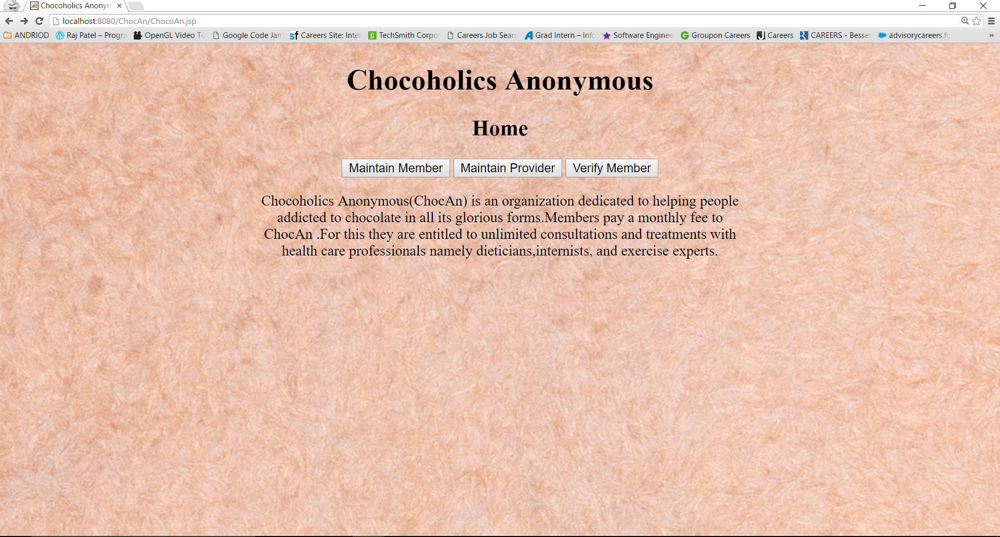 Chocoholics Anonym
localhost:8080/ChocAn/ChocoAn.jsp
ANDRIOD Raj Patel – Progra OpenGL Video Tu Google Code Jam Careers Site: Inter TechSmith Corpor Careers Job Searc Grad Intern – Info Software Enginee Groupon Careers Careers CAREERS - Besser advisorycareers.fo »
Chocoholics Anonymous
Home
Maintain Member Maintain Provider Verify Member
Chocoholics Anonymous(ChocAn) is an organization dedicated to helping people
addicted to chocolate in all its glorious forms.Members pay a monthly fee to
ChocAn .For this they are entitled to unlimited consultations and treatments with
health care professionals namely dieticians,internists, and exercise experts.